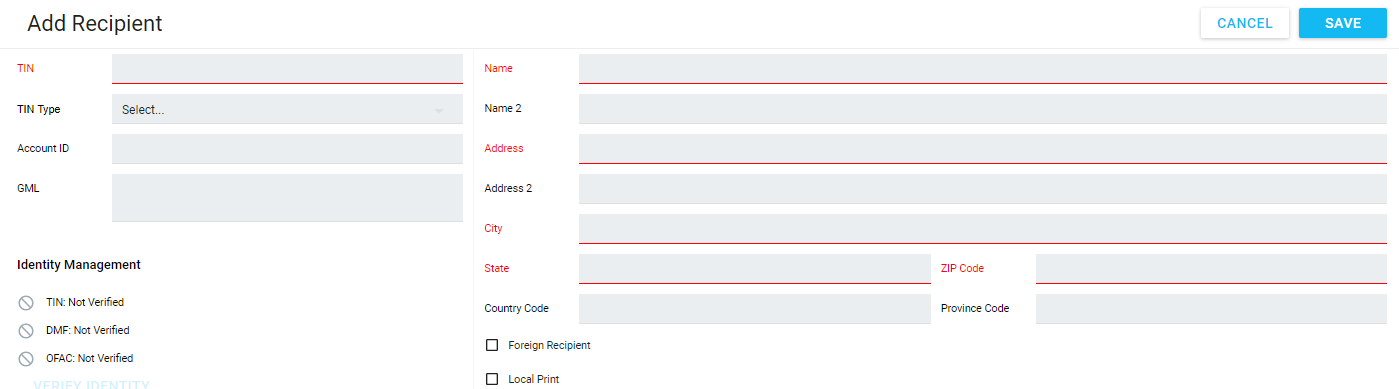 Add Recipient
CANCEL
SAVE
TIN
TIN Type
Select...
Account ID
GML
Identity Management
TIN: Not Verified
DMF: Not Verified
OFAC: Not Verified
VERIFY IDENTITY
Name
Name 2
Address
Address 2
City
State
ZIP Code
Country Code
Province Code
Foreign Recipient
Local Print